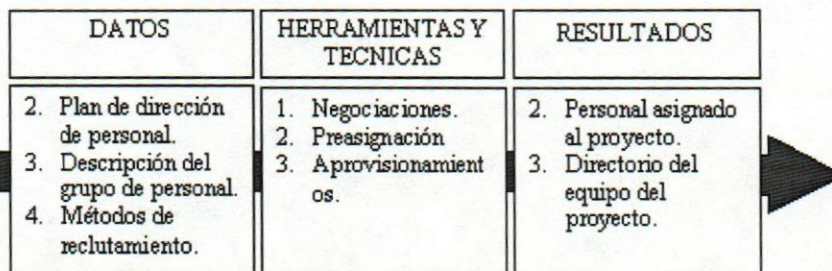 DATOS
2. Plan de dirección
de personal.
3. Descripción del
grupo de personal.
4. Métodos de
reclutamiento.
HERRAMIENTAS Y
TECNICAS
1. Negociaciones.
2. Preasignación
3. Aprovisionamient
os.
RESULTADOS
2. Personal asignado
al proyecto.
3. Directorio del
equipo del
proyecto.